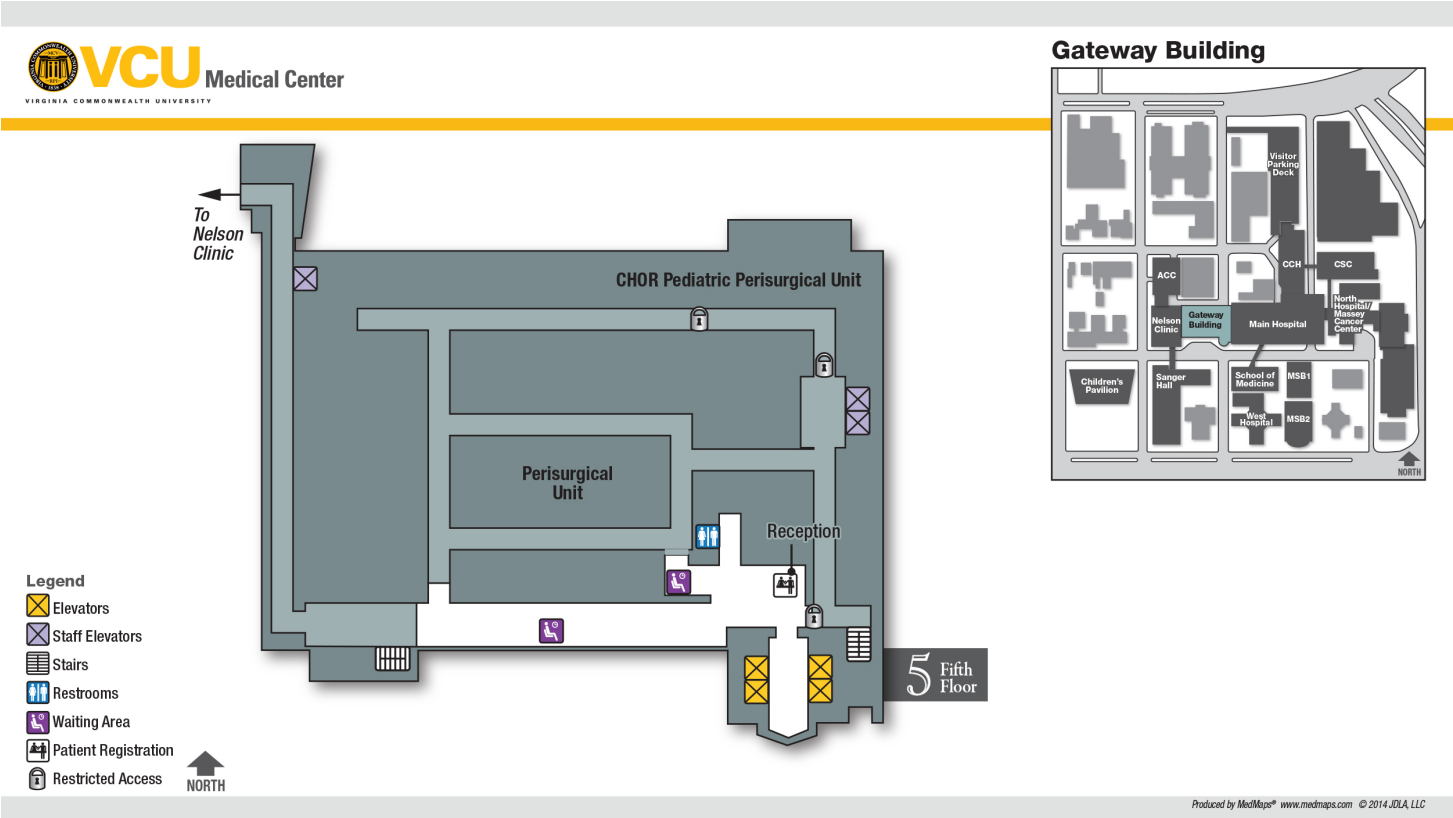 VCU Medical Center
VIRGINIA COMMONWEALTH UNIVERSITY
Gateway Building
Visitor
Parking
Deck
CCH
CSC
ACC
North
Hospital/
Massey
Cancer
Center
Nelson
Clinic
Gateway
Building
Main Hospital
Children's
Pavilion
Sanger
Hall
School of
Medicine
MSB1
West
Hospital
MSB2
NORTH
To
Nelson
Clinic
CHOR Pediatric Perisurgical Unit
Perisurgical
Unit
Reception
5 Fifth
Floor
Legend
Elevators
Staff Elevators
Stairs
Restrooms
Waiting Area
Patient Registration
Restricted Access
NORTH
Produced by MedMaps® www.medmaps.com © 2014 JDLA, LLC